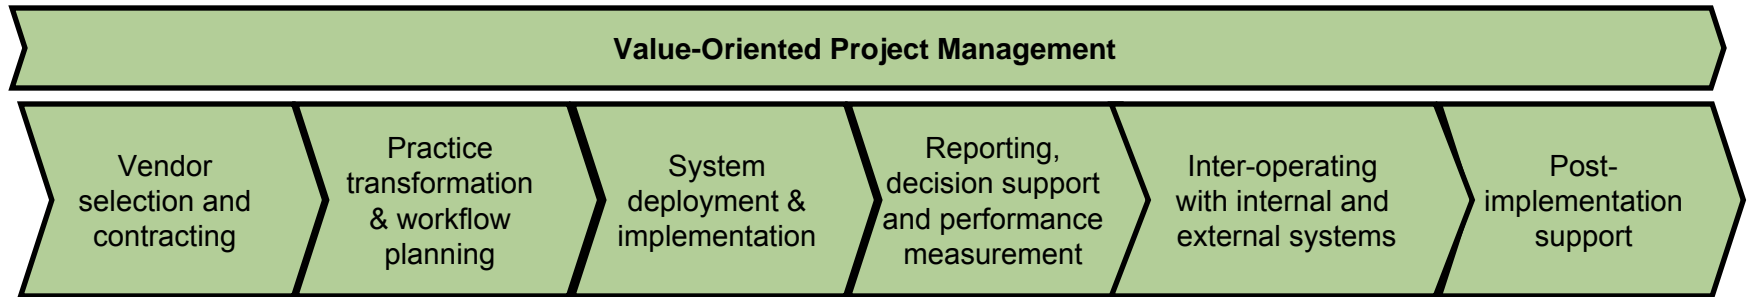 Value-Oriented Project Management
Vendor
selection and
contracting
Practice
transformation
& workflow
planning
System
deployment &
implementation
Reporting,
decision support
and performance
measurement
Inter-operating
with internal and
external systems
Post-
implementation
support